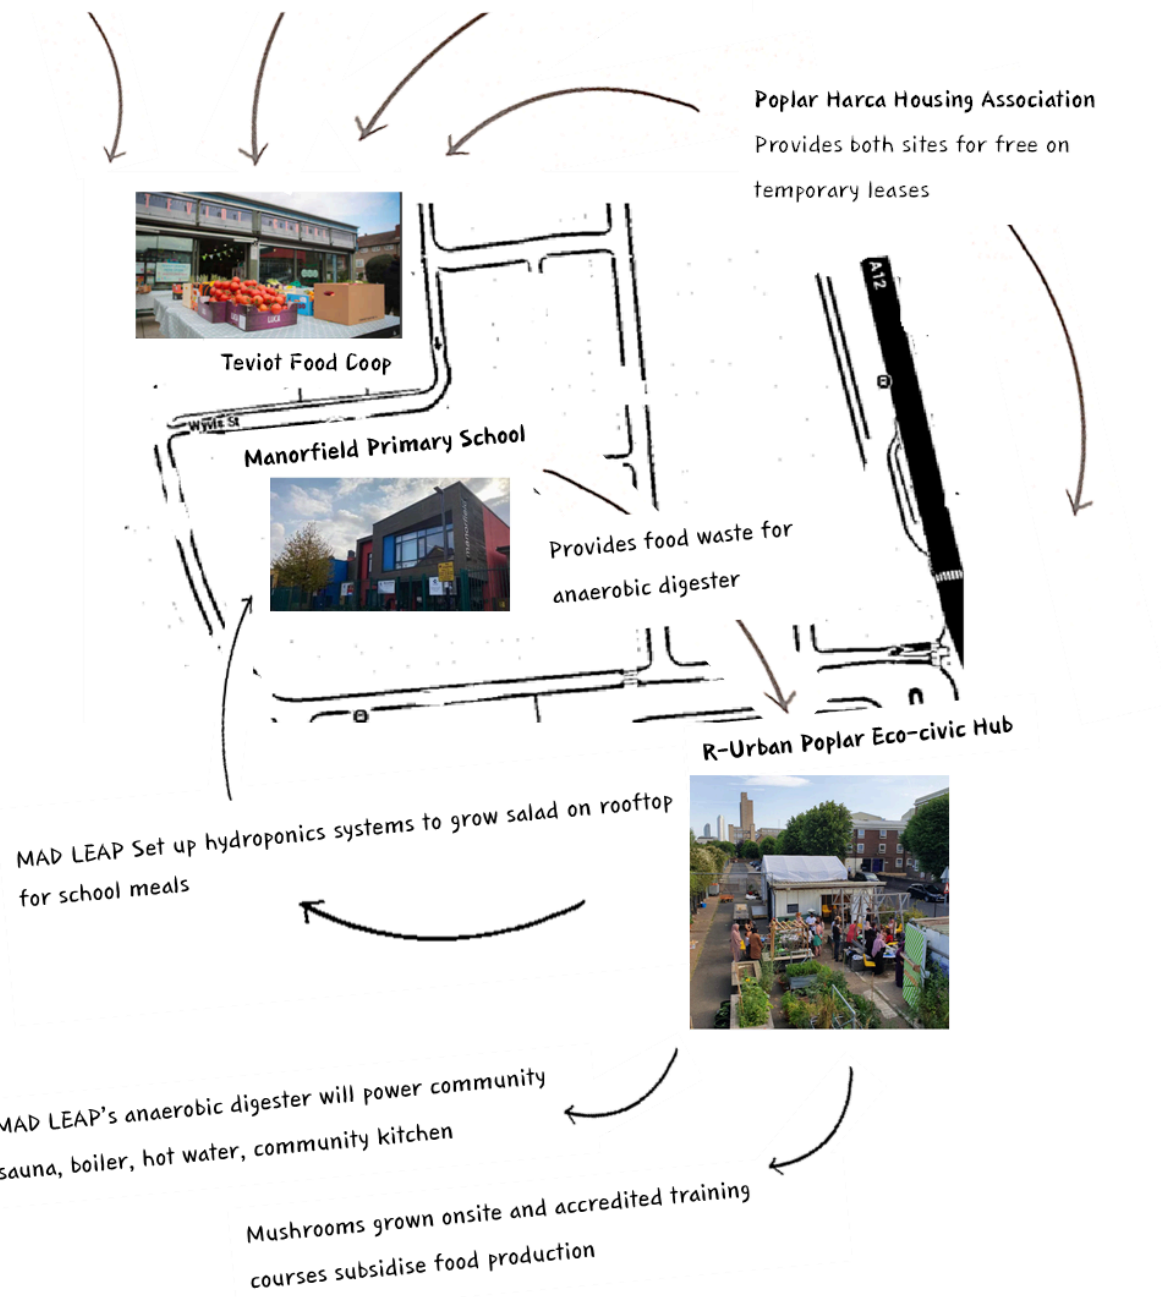 Poplar Harca Housing Association
Provides both sites for free on
temporary leases
A12
LUCA
Teviot Food Coop
Wyvis St
Manorfield Primary School
Provides food waste for
anaerobic digester
R-Urban Poplar Eco-civic Hub
MAD LEAP Set up hydroponics systems to grow salad on rooftop
for school meals
MAD LEAP's anaerobic digester will power community
sauna, boiler, hot water, community kitchen
Mushrooms grown onsite and accredited training
courses subsidise food production